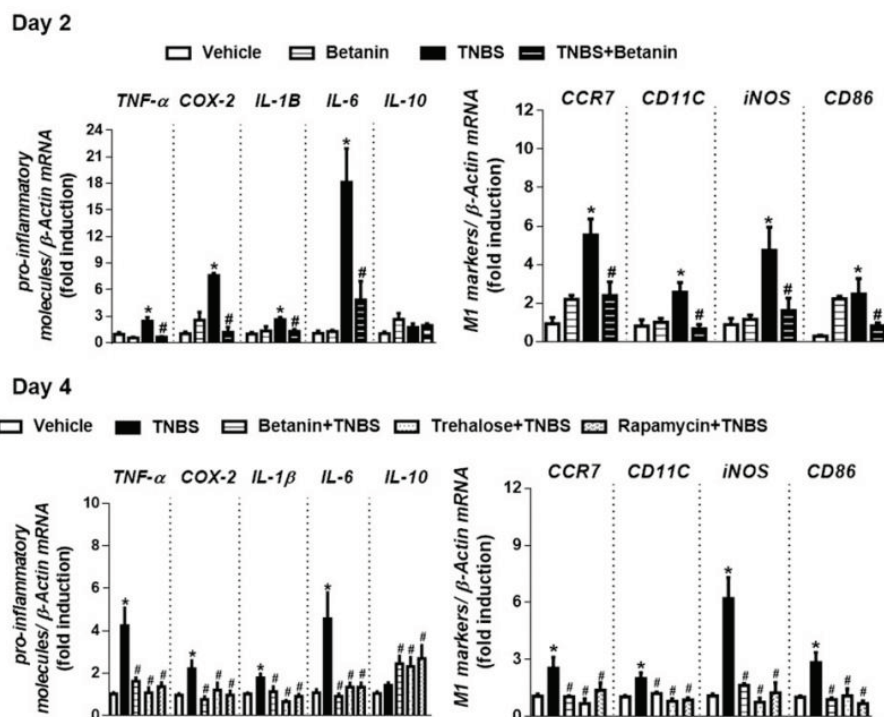 Day 2
Vehicle Betanin TNBS TNBS+Betanin
TNF-α COX-2 IL-1B IL-6 IL-10
pro-inflammatory
molecules/ β-Actin mRNA
(fold induction)
24
21
18
15
12
9
6
3
0
* # * # * # * #
CCR7 CD11C iNOS CD86
M1 markers/ β-Actin mRNA
(fold induction)
12
10
8
6
4
2
0
* # * # * # * #
Day 4
Vehicle TNBS Betanin+TNBS Trehalose+TNBS Rapamycin+TNBS
TNF-α COX-2 IL-1β IL-6 IL-10
pro-inflammatory
molecules/ β-Actin mRNA
(fold induction)
10
8
6
4
2
0
* # # # * # # # * # # # * # # # # # #
CCR7 CD11C iNOS CD86
M1 markers/ β-Actin mRNA
(fold induction)
12
9
6
3
0
* # # # * # # # * # # # * # # #